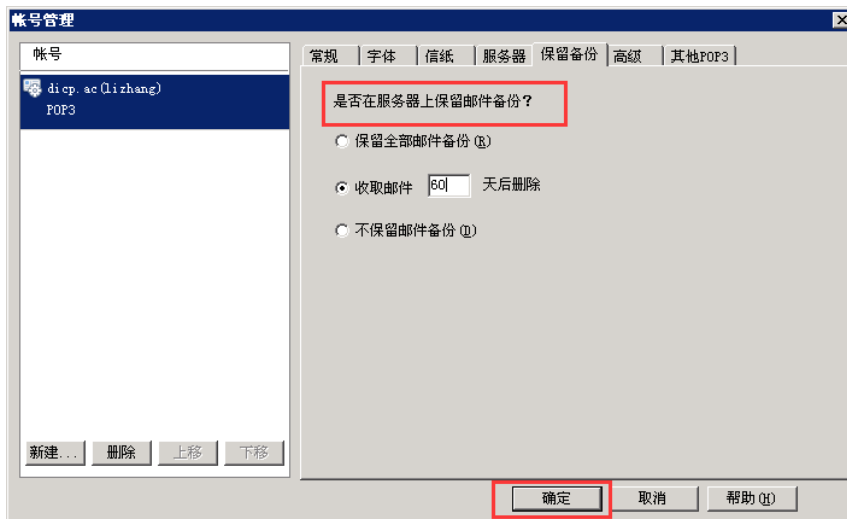 帐号管理
帐号
dicp.ac(lizhang)
POP3
新建...
删除
上移
下移
常规
字体
信纸
服务器
保留备份
高级
其他POP3
是否在服务器上保留邮件备份？
保留全部邮件备份(R)
收取邮件 60 天后删除
不保留邮件备份(D)
确定
取消
帮助(H)